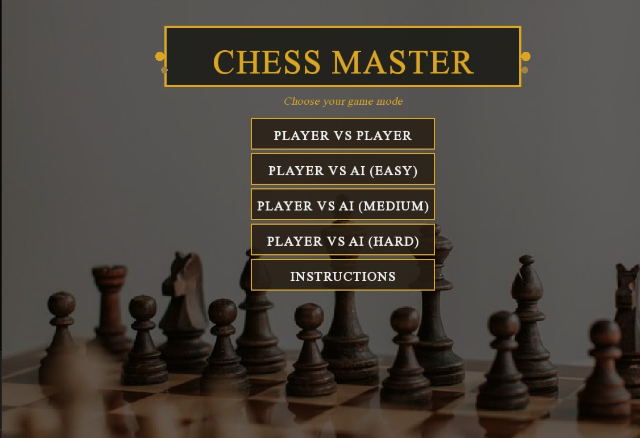 CHESS MASTER
Choose your game mode
PLAYER VS PLAYER
PLAYER VS AI (EASY)
PLAYER VS AI (MEDIUM)
PLAYER VS AI (HARD)
INSTRUCTIONS